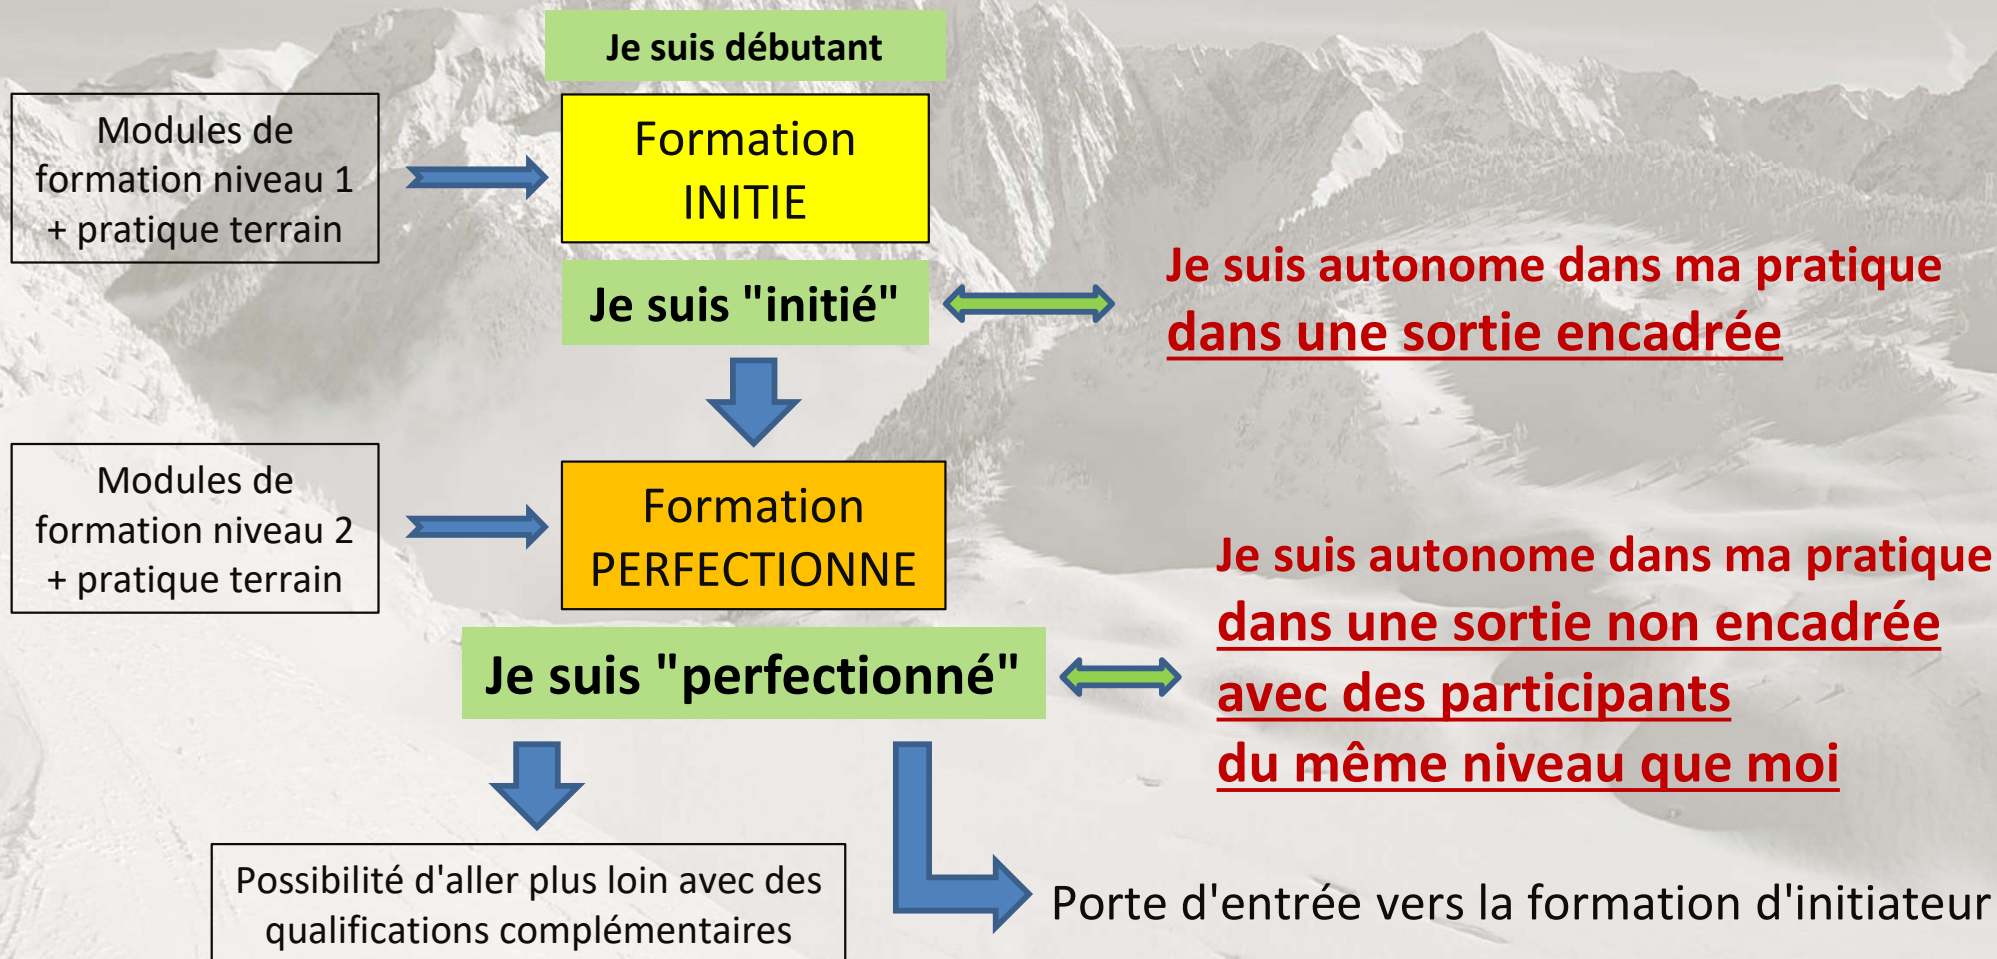 Je suis débutant
Modules de
formation niveau 1
+ pratique terrain
Formation
INITIE
Je suis "initié"
Je suis autonome dans ma pratique
dans une sortie encadrée
Modules de
formation niveau 2
+ pratique terrain
Formation
PERFECTIONNE
Je suis "perfectionné"
Je suis autonome dans ma pratique
dans une sortie non encadrée
avec des participants
du même niveau que moi
Possibilité d'aller plus loin avec des
qualifications complémentaires
Porte d'entrée vers la formation d'initiateur